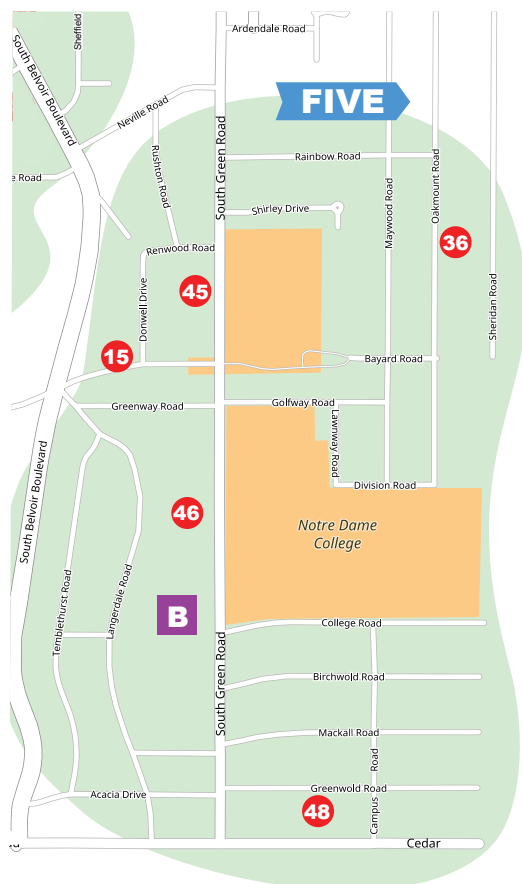 Sheffield
Ardendale Road
South Belvoir Boulevard
FIVE
Neville Road
South Green Road
Rushton Road
Rainbow Road
Oakmount Road
Maywood Road
e Road
Shirley Drive
36
Renwood Road
45
Donwell Drive
Sheridan Road
15
Bayard Road
Greenway Road
Golfway Road
Lawnway Road
South Belvoir Boulevard
Division Road
46
Notre Dame
College
Templehurst Road
Langerdale Road
B
College Road
South Green Road
Birchwold Road
Mackall Road
Campus Road
Greenwold Road
Acacia Drive
48
Cedar